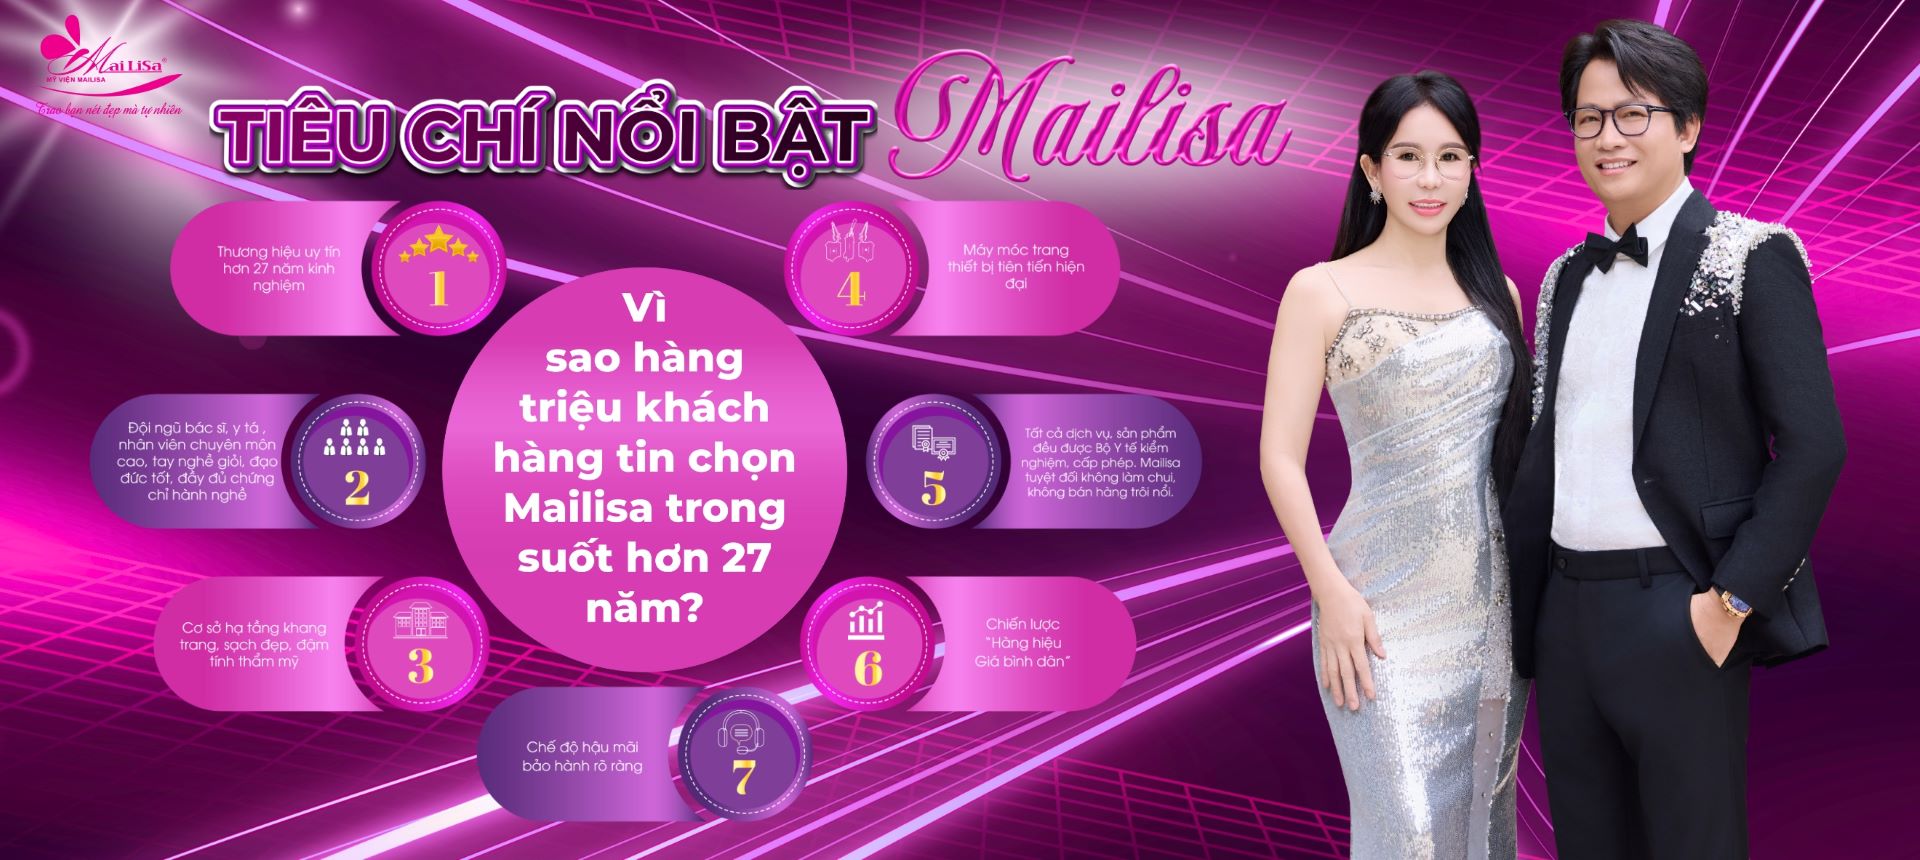 Mai LiSa®
MỸ VIỆN MAILISA
Trao bạn nét đẹp mà tự nhiên
TIÊU CHÍ NỔI BẬT Mailisa
Thương hiệu uy tín
hơn 27 năm kinh
nghiệm
1
Đội ngũ bác sĩ, y tá ,
nhân viên chuyên môn
cao, tay nghề giỏi, đạo
đức tốt, đầy đủ chứng
chỉ hành nghề
2
Cơ sở hạ tầng khang
trang, sạch đẹp, đậm
tính thẩm mỹ
3
Vì
sao hàng
triệu khách
hàng tin chọn
Mailisa trong
suốt hơn 27
năm?
4
Máy móc trang
thiết bị tiên tiến hiện
đại
5
Tất cả dịch vụ, sản phẩm
đều được Bộ Y tế kiểm
nghiệm, cấp phép. Mailisa
tuyệt đối không làm chui,
không bán hàng trôi nổi.
6
Chiến lược
"Hàng hiệu
Giá bình dân"
Chế độ hậu mãi
bảo hành rõ ràng
7